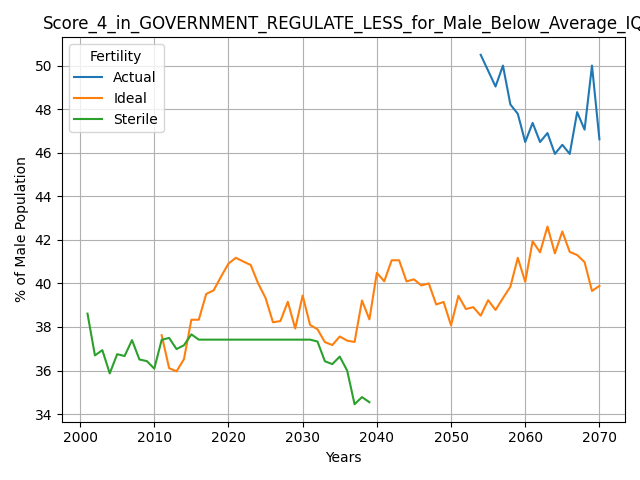 Score_4_in_GOVERNMENT_REGULATE_LESS_for_Male_Below_Average_IQ
Fertility
Actual
Ideal
Sterile
% of Male Population
50
48
46
44
42
40
38
36
34
2000 2010 2020 2030 2040 2050 2060 2070
Years